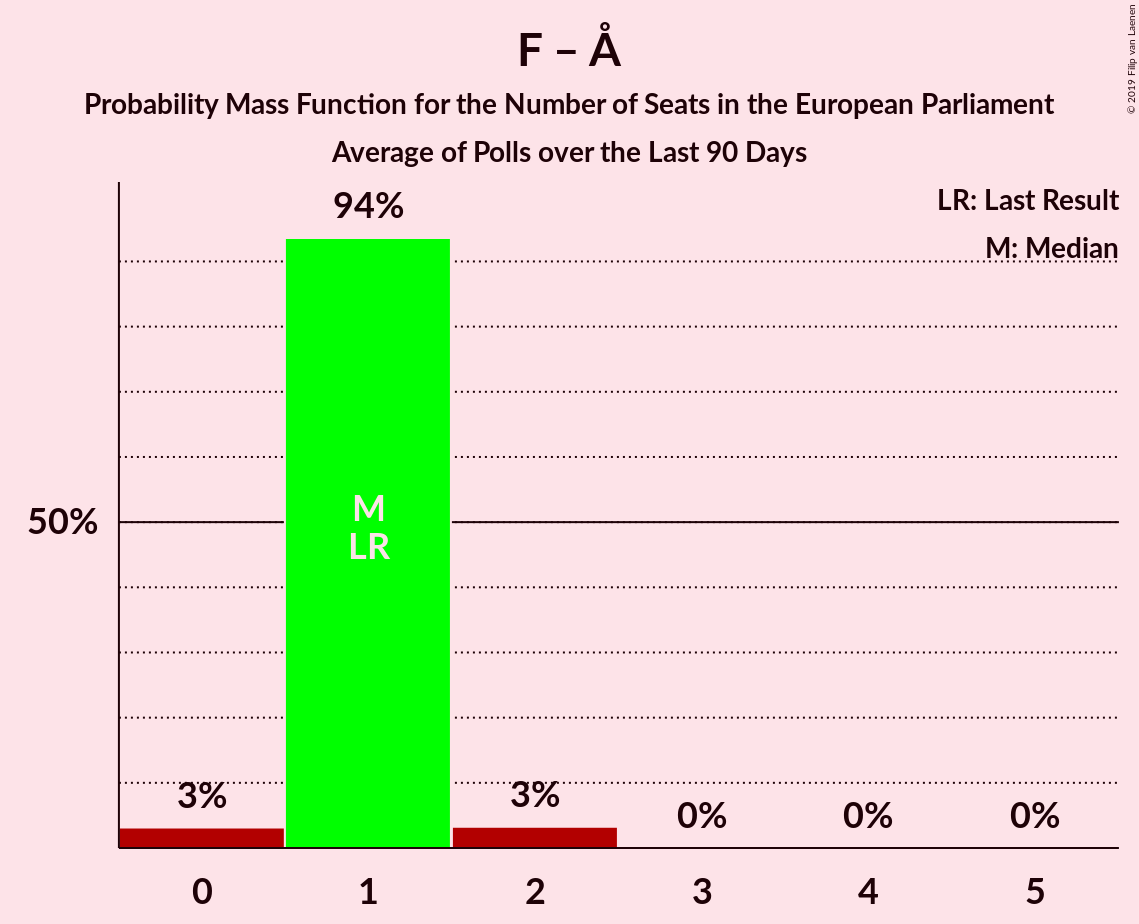 F – Å
Probability Mass Function for the Number of Seats in the European Parliament
Average of Polls over the Last 90 Days
© 2019 Filip van Laenen
LR: Last Result
M: Median
94%
50%
M
LR
3%
3%
0%
0%
0%
0
1
2
3
4
5